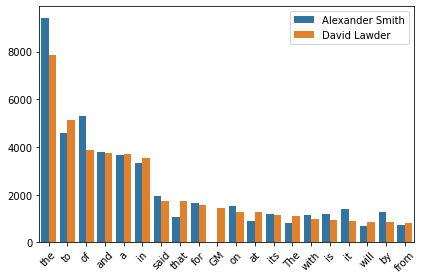 Alexander Smith
David Lawder
8000
6000
4000
2000
0
the to of and a in said that for GM on at its The with is it will by from